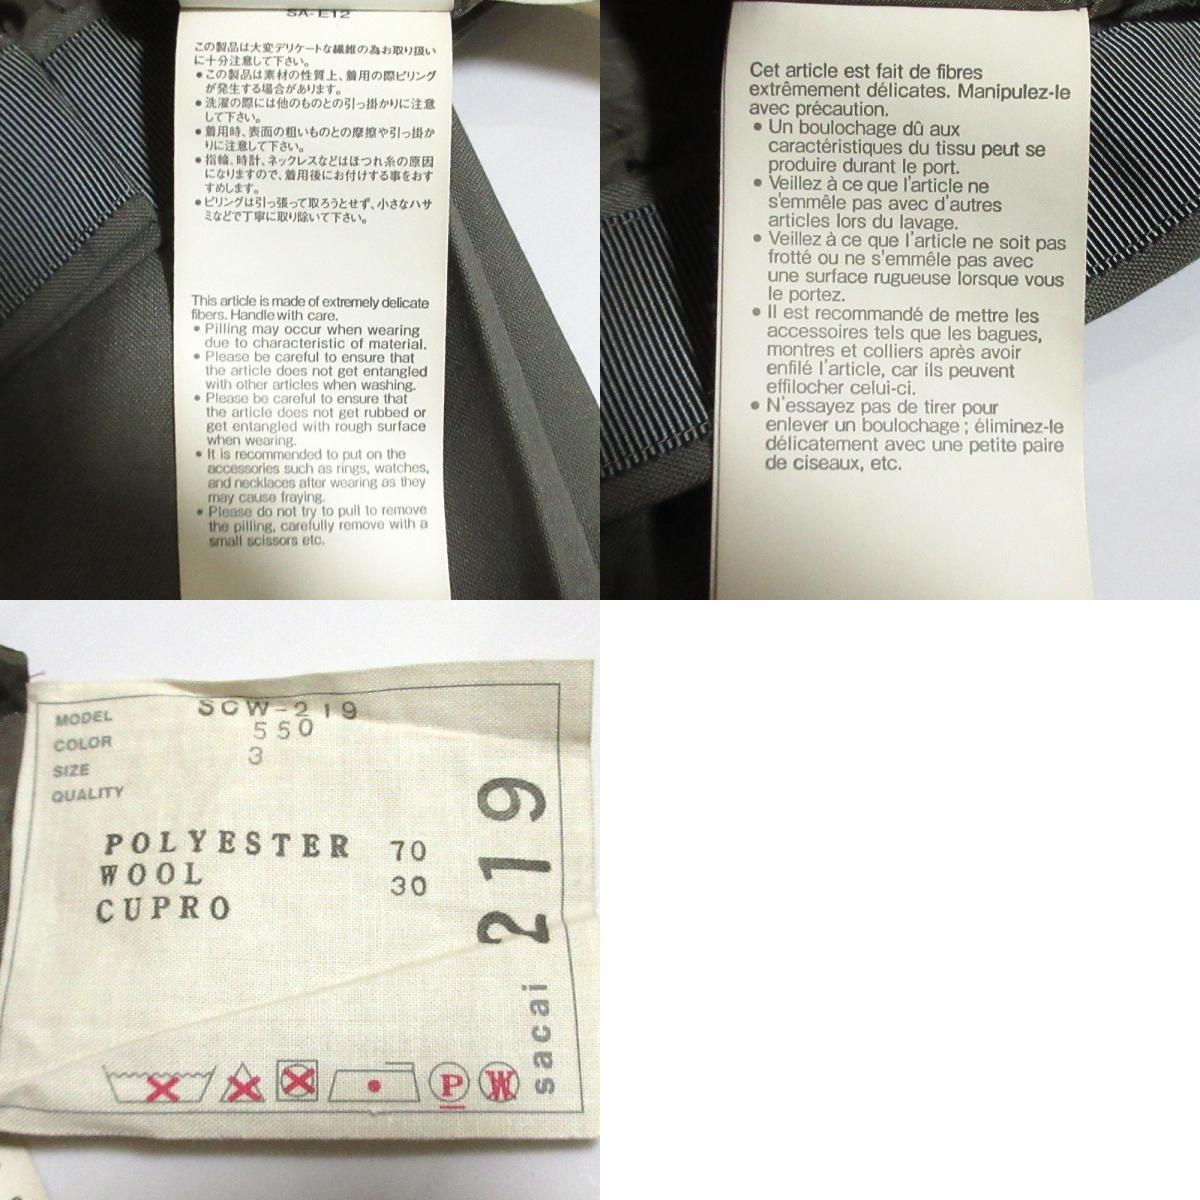 SA-E12
この製品は大変デリケートな繊維の為お取り扱い
に十分注意して下さい。
●この製品は素材の性質上、着用の際ピリング
が発生する場合があります。
●洗濯の際には他のものとの引っ掛かりに注意
して下さい。
●着用時、表面の粗いものとの摩擦や引っ掛か
りに注意して下さい。
●指輪、時計、ネックレスなどはほつれ糸の原因
になりますので、着用後にお付けする事をおす
すめします。
●ピリングは引っ張って取ろうとせず、小さなハサ
ミなどで丁寧に取り除いて下さい。
This article is made of extremely delicate
fibers. Handle with care.
● Pilling may occur when wearing
due to characteristic of material.
● Please be careful to ensure that
the article does not get entangled
with other articles when washing.
● Please be careful to ensure that
the article does not get rubbed or
get entangled with rough surface
when wearing.
● It is recommended to put on the
accessories such as rings, watches,
and necklaces after wearing as they
may cause fraying.
● Please do not try to pull to remove
the pilling, carefully remove with a
small scissors etc.
Cet article est fait de fibres
extrêmement délicates. Manipulez-le
avec précaution.
● Un boulochage dû aux
caractéristiques du tissu peut se
produire durant le port.
● Veillez à ce que l'article ne
s'emmêle pas avec d'autres
articles lors du lavage.
● Veillez à ce que l'article ne soit pas
frotté ou ne s'emmêle pas avec
une surface rugueuse lorsque vous
le portez.
● Il est recommandé de mettre les
accessoires tels que les bagues,
montres et colliers après avoir
enfilé l'article, car ils peuvent
effilocher celui-ci.
● N'essayez pas de tirer pour
enlever un boulochage ; éliminez-le
délicatement avec une petite paire
de ciseaux, etc.
MODEL SCW-219
COLOR 550
SIZE 3
QUALITY
POLYESTER 70
WOOL 30
CUPRO
sacai 219
P W